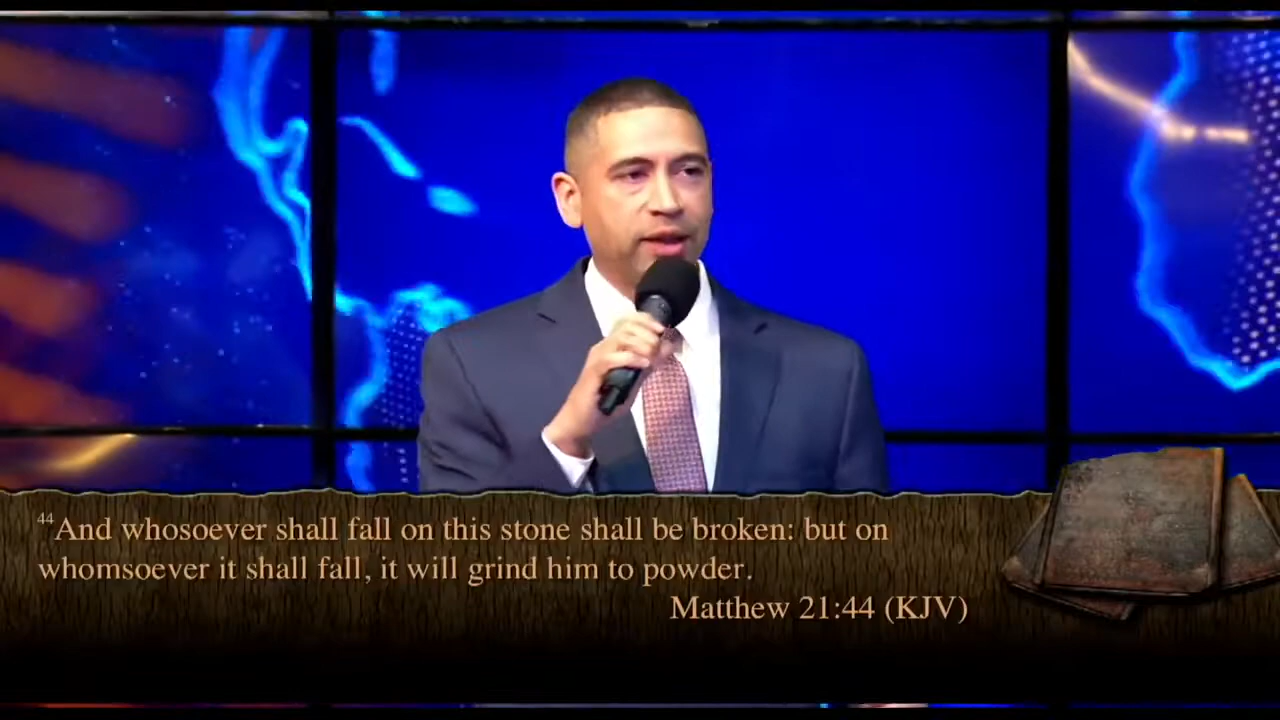 44And whosoever shall fall on this stone shall be broken: but on
whomsoever it shall fall, it will grind him to powder.
Matthew 21:44 (KJV)